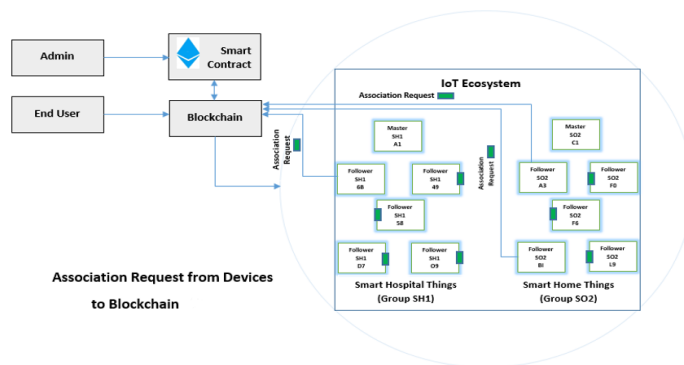 Admin
Smart
Contract
End User
Blockchain
Association
Request
IoT Ecosystem
Association Request
Master
SH1
A1
Follower
SH1
6B
Follower
SH1
49
Follower
SH1
58
Follower
SH1
D7
Follower
SH1
O9
Smart Hospital Things
(Group SH1)
Association
Request
Master
SO2
C1
Follower
SO2
A3
Follower
SO2
F0
Follower
SO2
F6
Follower
SO2
BI
Follower
SO2
L9
Smart Home Things
(Group SO2)
Association Request from Devices
to Blockchain